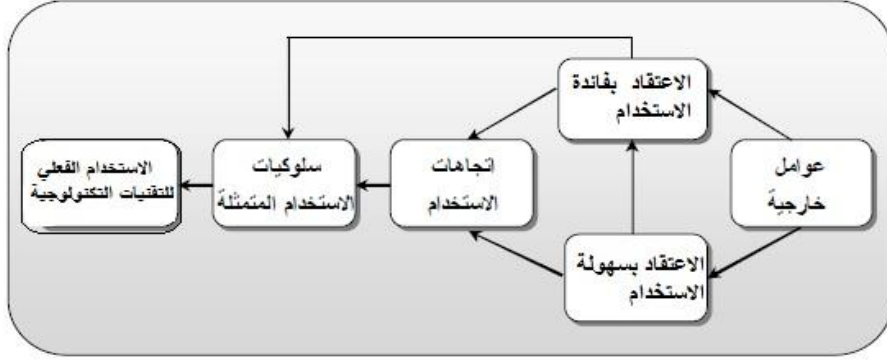 عوامل
خارجية
الاعتقاد بفائدة
الاستخدام
الاعتقاد بسهولة
الاستخدام
اتجاهات
الاستخدام
سلوكيات
الاستخدام المتمثلة
الاستخدام الفعلي
للتقنيات التكنولوجية